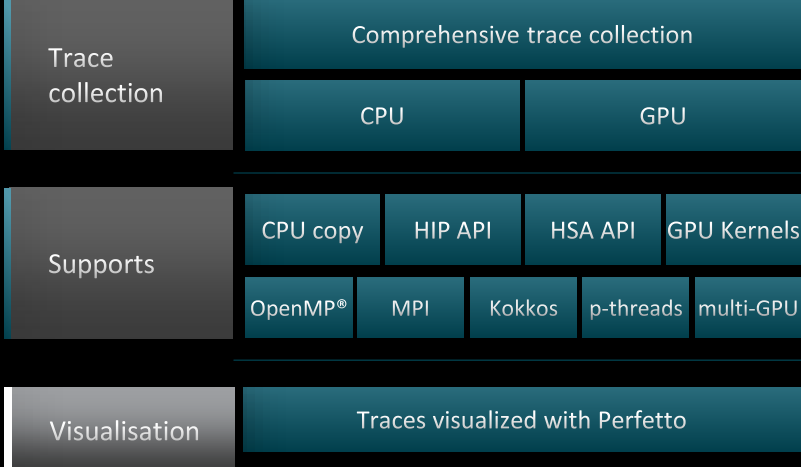 Trace
collection
Comprehensive trace collection
CPU
GPU
Supports
CPU copy
HIP API
HSA API
GPU Kernels
OpenMP®
MPI
Kokkos
p-threads
multi-GPU
Visualisation
Traces visualized with Perfetto